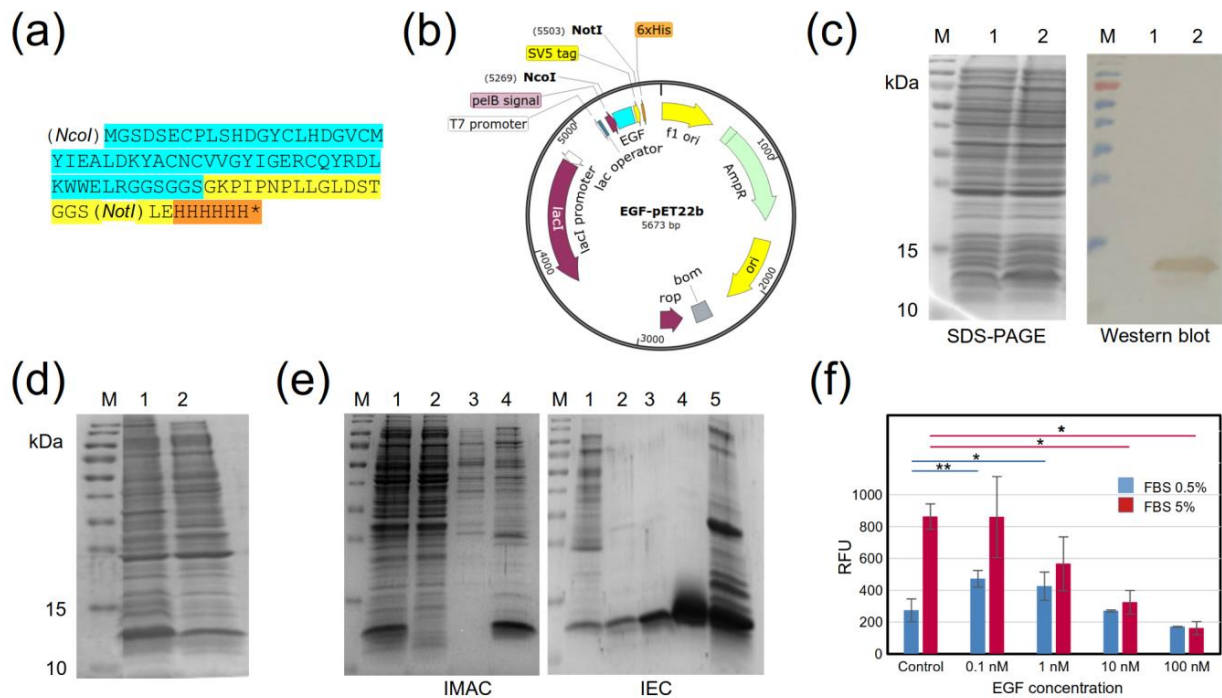 (a)
(NcoI) MGSDSECPLSHDGYCLHDGVCM
YIEALDKYACNCVVGYIGERCQYRDL
KWWELRGGSGGSGKPIPNPLLGLDST
GGS(NotI)LEHHHHHH*
(b)
(5503) NotI
6xHis
SV5 tag
(5269) NcoI
pelB signal
T7 promoter
5000
EGF
lac operator
f1 ori
1000
AmpR
lacI promoter
lacI
EGF-pET22b
5673 bp
4000
ori
2000
bom
rop
3000
(c)
M 1 2 M 1 2
kDa
15
10
SDS-PAGE Western blot
(d)
M 1 2
kDa
15
10
(e)
M 1 2 3 4 M 1 2 3 4 5
IMAC IEC
(f)
*
*
*
**
FBS 0.5%
FBS 5%
1000
800
600
400
200
0
RFU
Control 0.1 nM 1 nM 10 nM 100 nM
EGF concentration